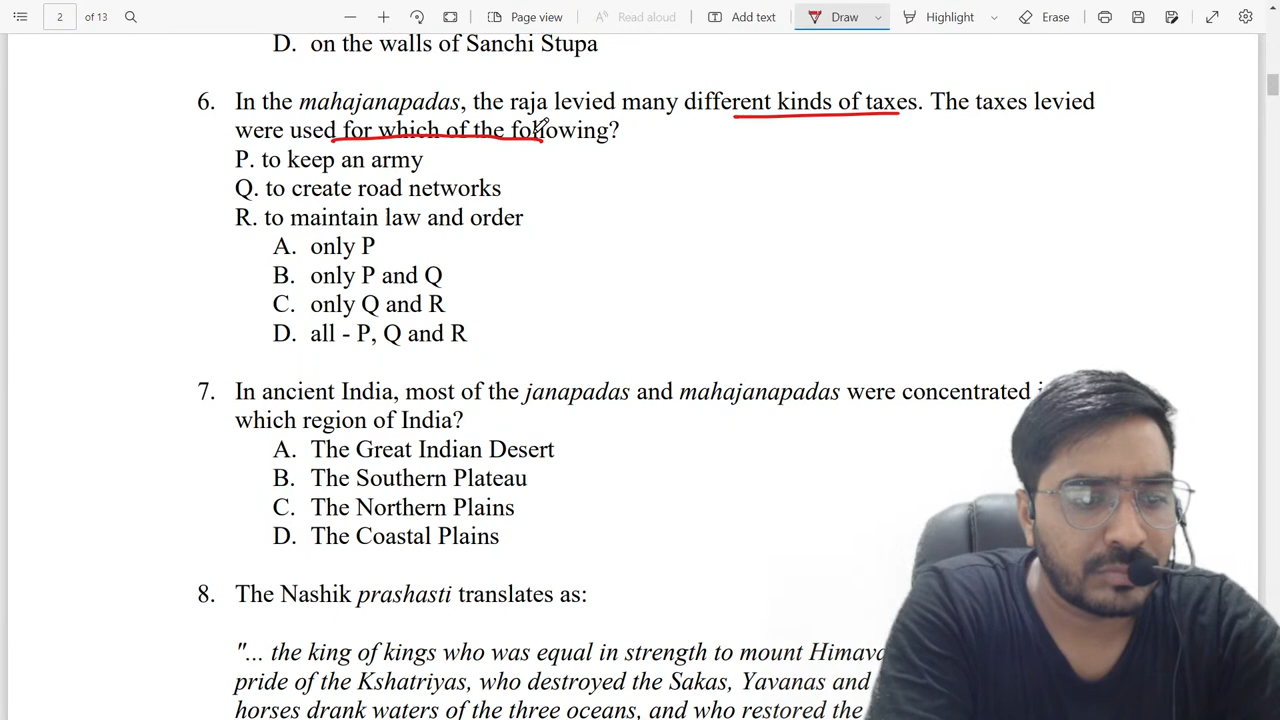 2 of 13 Page view Read aloud Add text Draw Highlight Erase
D. on the walls of Sanchi Stupa
6. In the mahajanapadas, the raja levied many different kinds of taxes. The taxes levied
were used for which of the following?
P. to keep an army
Q. to create road networks
R. to maintain law and order
A. only P
B. only P and Q
C. only Q and R
D. all - P, Q and R
7. In ancient India, most of the janapadas and mahajanapadas were concentrated
which region of India?
A. The Great Indian Desert
B. The Southern Plateau
C. The Northern Plains
D. The Coastal Plains
8. The Nashik prashasti translates as:
"... the king of kings who was equal in strength to mount
pride of the Kshatriyas, who destroyed the Sakas, Yavanas and
horses drank waters of the three oceans, and who restored the